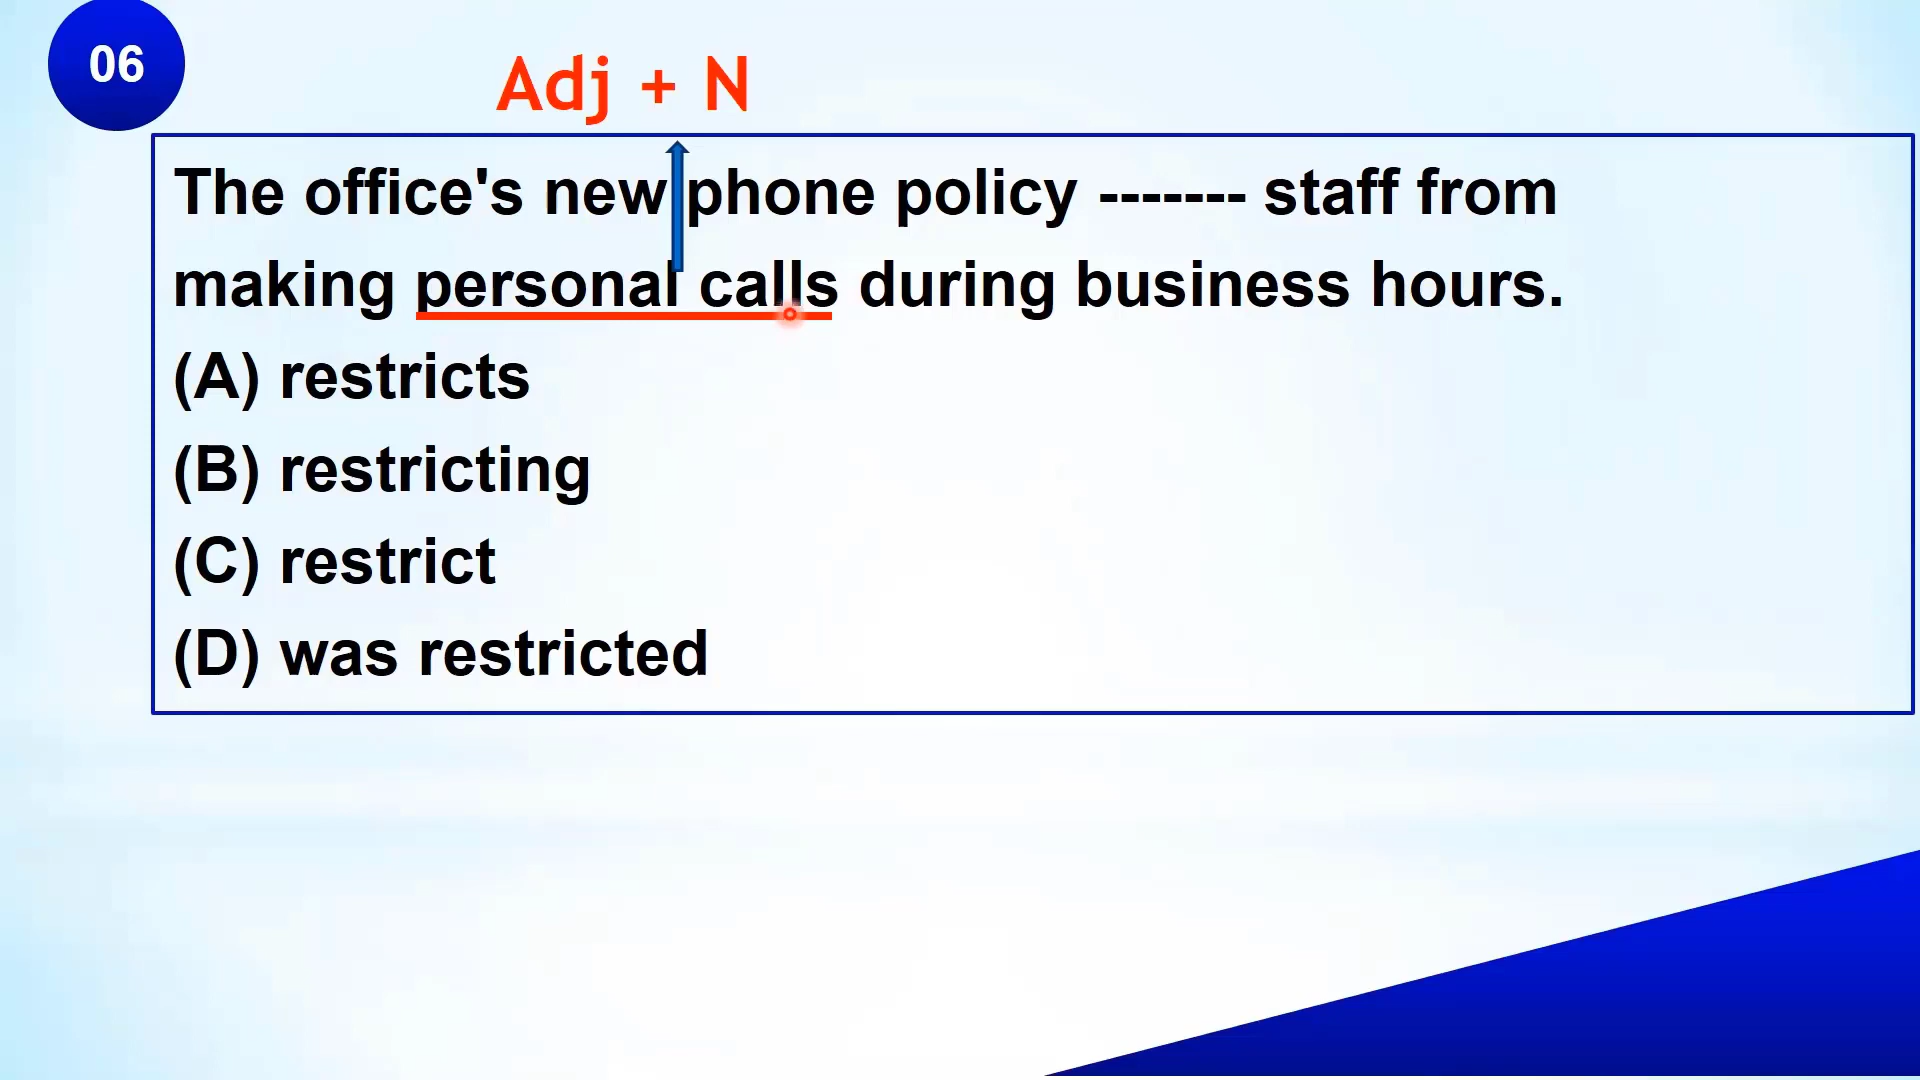 06
Adj + N
The office's new phone policy ------- staff from
making personal calls during business hours.
(A) restricts
(B) restricting
(C) restrict
(D) was restricted